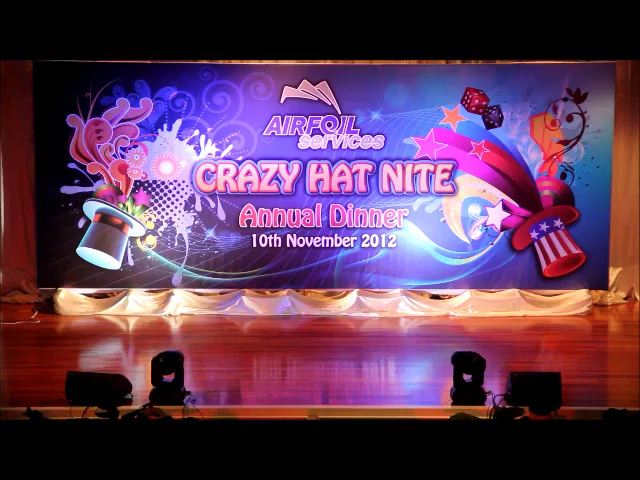 AIRFOIL
services
CRAZY HAT NITE
Annual Dinner
10th November 2012